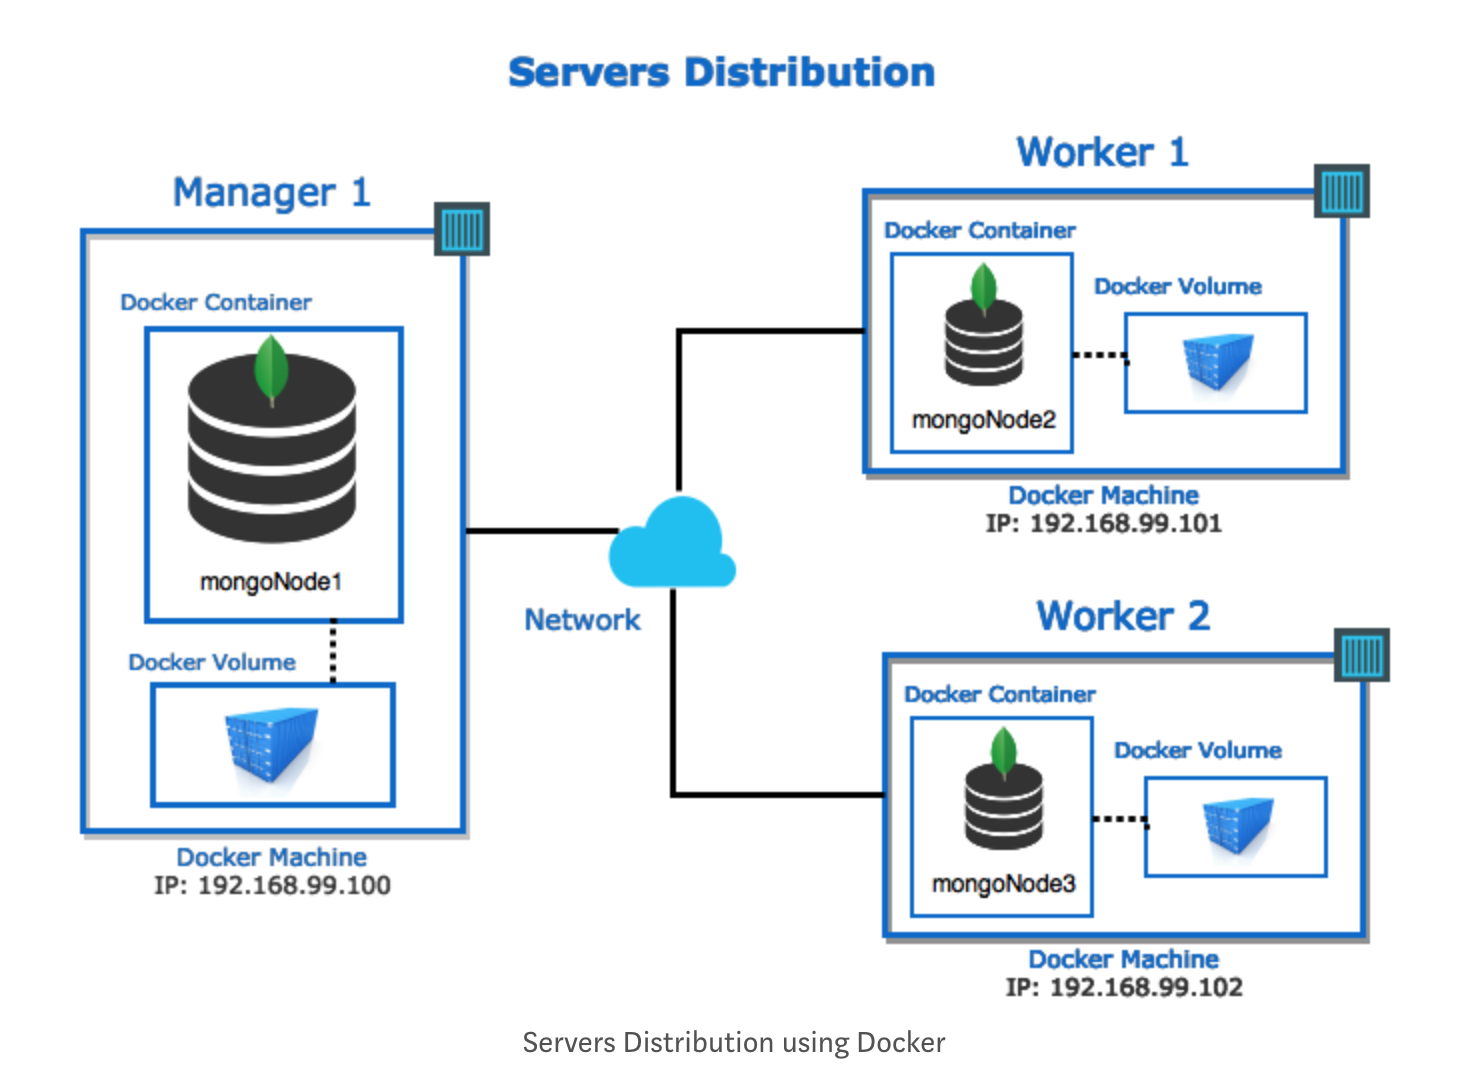 Servers Distribution
Manager 1
Docker Container
mongoNode1
Docker Volume
Docker Machine
IP: 192.168.99.100
Network
Worker 1
Docker Container
Docker Volume
mongoNode2
Docker Machine
IP: 192.168.99.101
Worker 2
Docker Container
Docker Volume
mongoNode3
Docker Machine
IP: 192.168.99.102
Servers Distribution using Docker